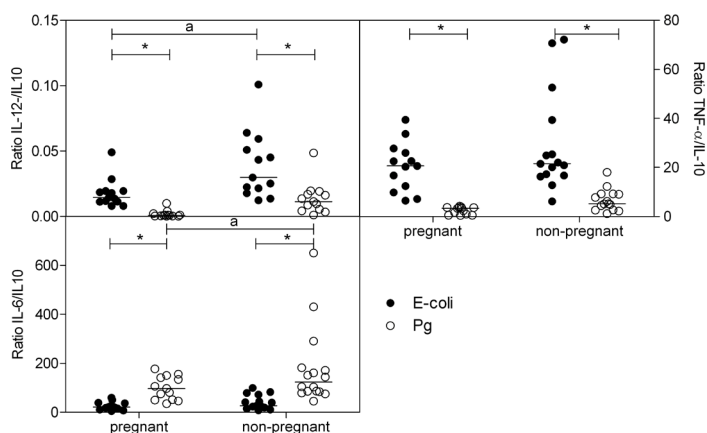 a
* *
0.15
0.10
0.05
0.00
Ratio IL-12-/IL10
* *
80
60
40
20
0
Ratio TNF-α/IL-10
pregnant non-pregnant
a
* *
600
400
200
0
Ratio IL-6/IL10
pregnant non-pregnant
E-coli
Pg